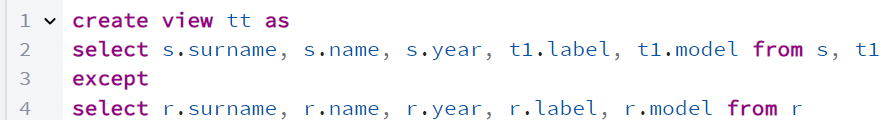 1 create view tt as
2 select s.surname, s.name, s.year, t1.label, t1.model from s, t1
3 except
4 select r.surname, r.name, r.year, r.label, r.model from r